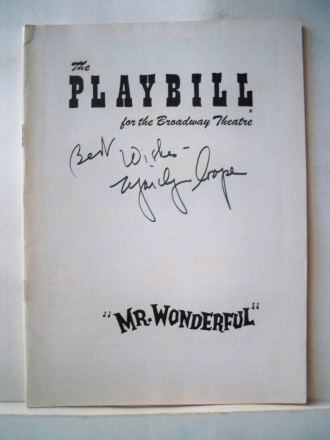 The
PLAYBILL
for the Broadway Theatre
Best Wishes -
"MR. WONDERFUL"